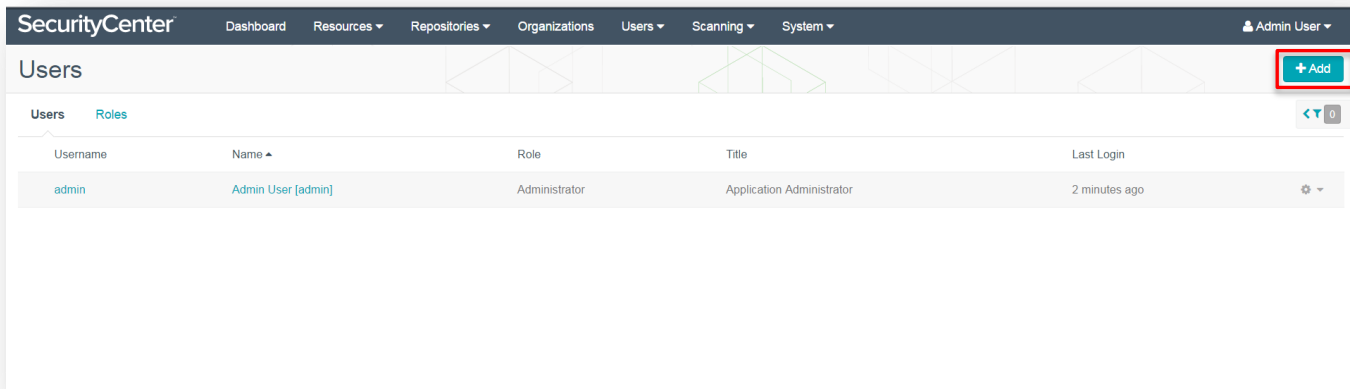 SecurityCenter Dashboard Resources Repositories Organizations Users Scanning System Admin User
Users + Add
Users Roles 0
Username Name Role Title Last Login
admin Admin User [admin] Administrator Application Administrator 2 minutes ago